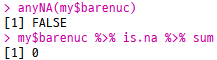 > anyNA(my$barenuc)
[1] FALSE
> my$barenuc %>% is.na %>% sum
[1] 0